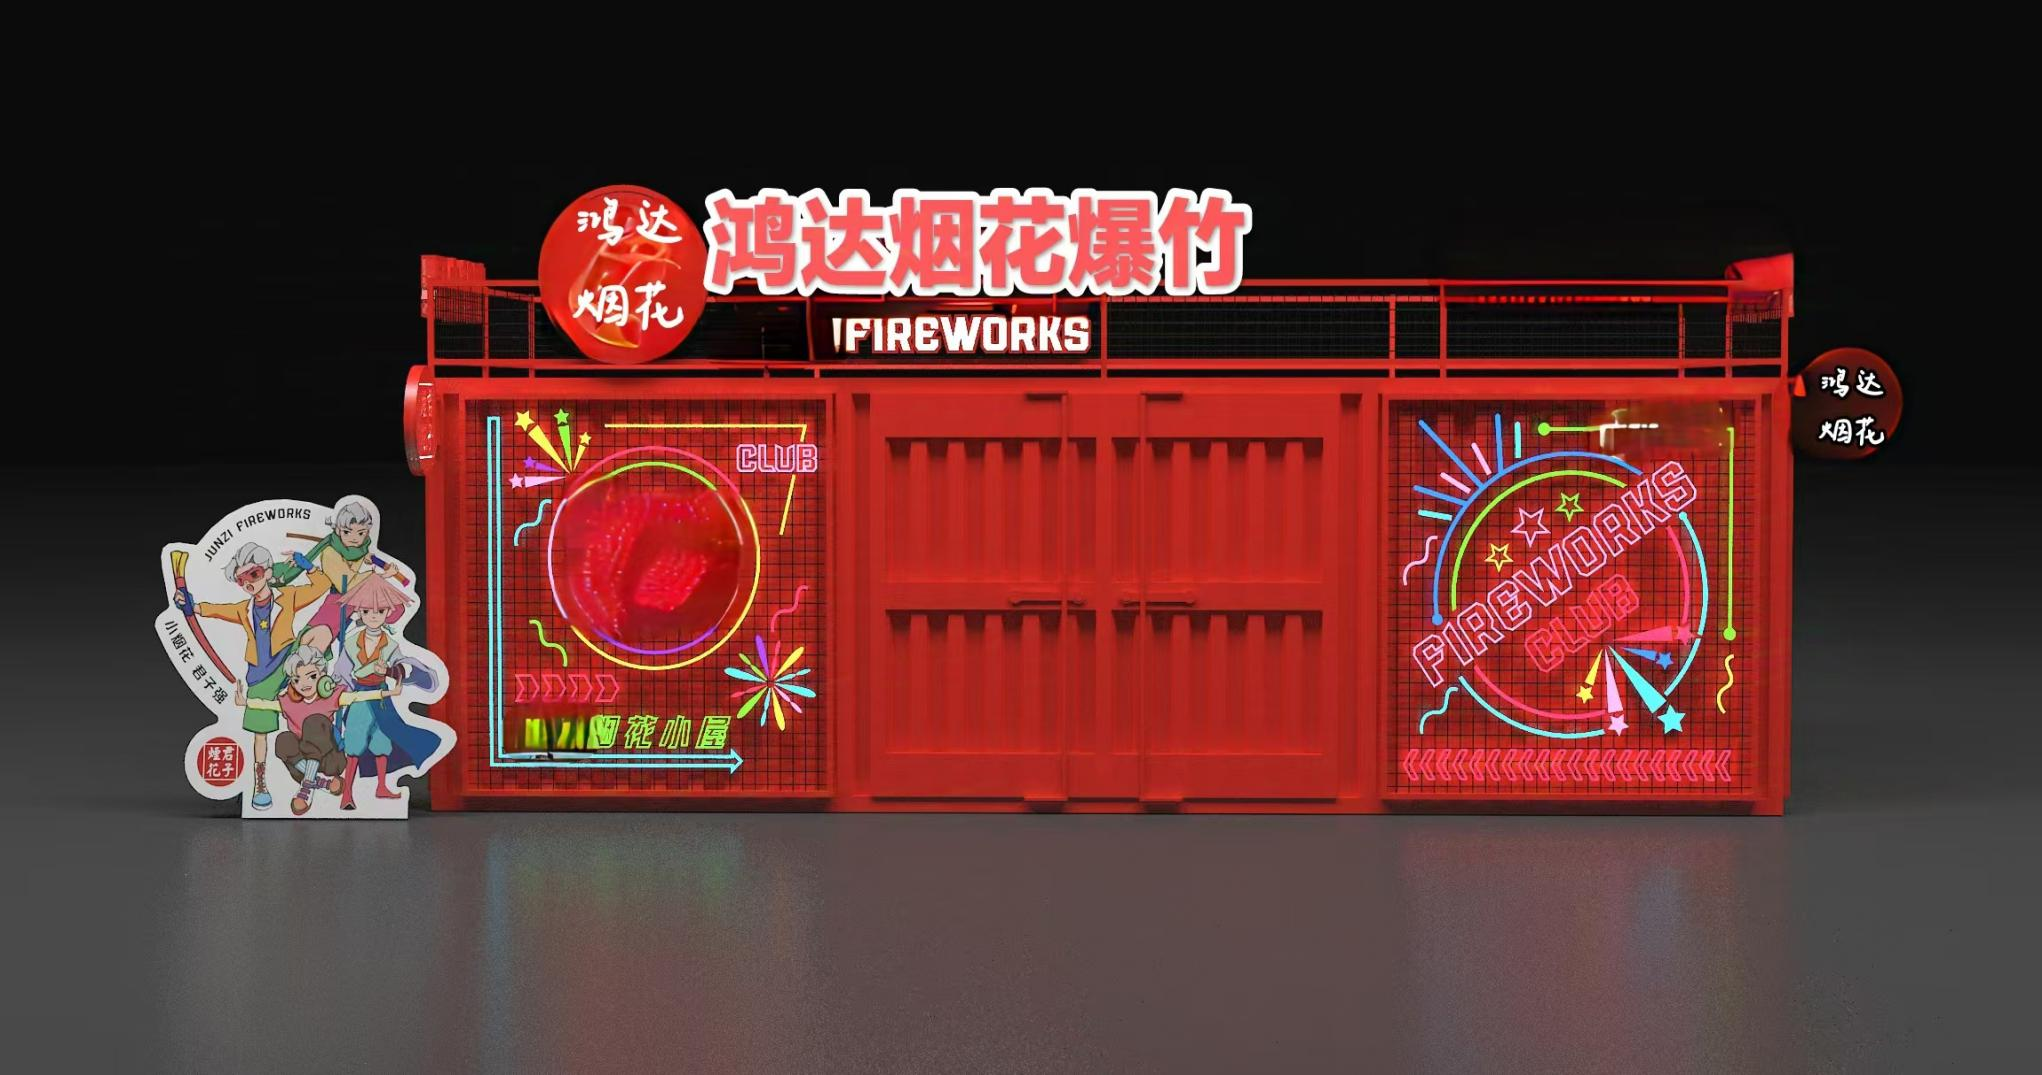 鸿达
烟花
鸿达烟花爆竹
FIREWORKS
鸿达
烟花
CLUB
烟花小屋
FIREWORKS
CLUB
JUNZI FIREWORKS
小烟花 君子强
君子
煙花